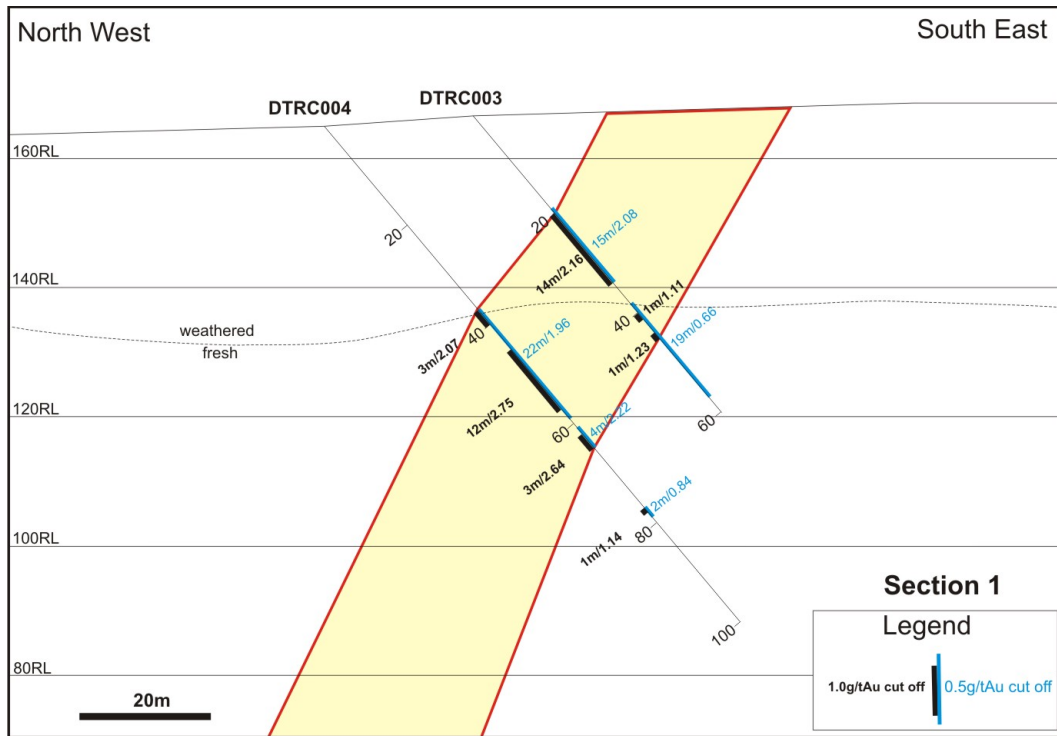 North West
South East
DTRC004
DTRC003
160RL
20
20
15m/2.08
14m/2.16
140RL
1m/1.11
40
19m/0.66
weathered
fresh
40
22m/1.96
3m/2.07
1m/1.23
120RL
12m/2.75
60
4m/2.22
60
3m/2.64
2m/0.84
80
1m/1.14
100RL
100
80RL
20m
Section 1
Legend
1.0g/tAu cut off
0.5g/tAu cut off